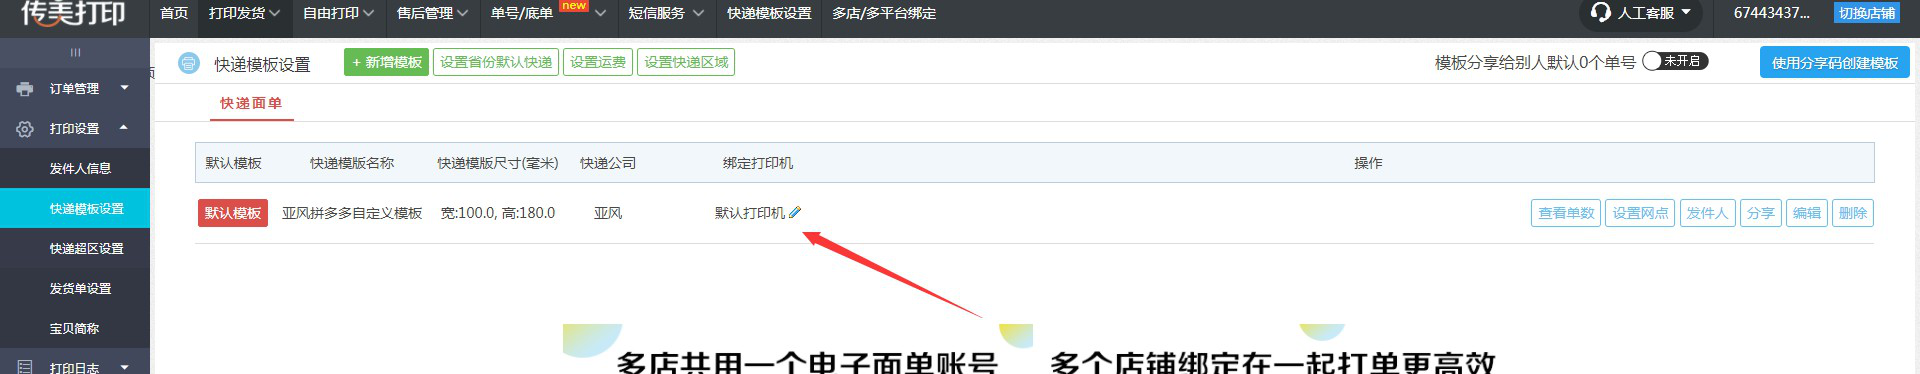 传美打印
首页 打印发货 自由打印 售后管理 单号/底单 new 短信服务 快递模板设置 多店/多平台绑定 人工客服 67443437... 切换店铺
订单管理
打印设置
发件人信息
快递模板设置
快递超区设置
发货单设置
宝贝简称
打印日志
快递模板设置 + 新增模板 设置省份默认快递 设置运费 设置快递区域 模板分享给别人默认0个单号 未开启 使用分享码创建模板
快递面单
默认模板 快递模版名称 快递模版尺寸(毫米) 快递公司 绑定打印机 操作
默认模板 亚风拼多多自定义模板 宽:100.0, 高:180.0 亚风 默认打印机 查看单数 设置网点 发件人 分享 编辑 删除
多店共用一个电子面单账号 多个店铺绑定在一起打单更高效